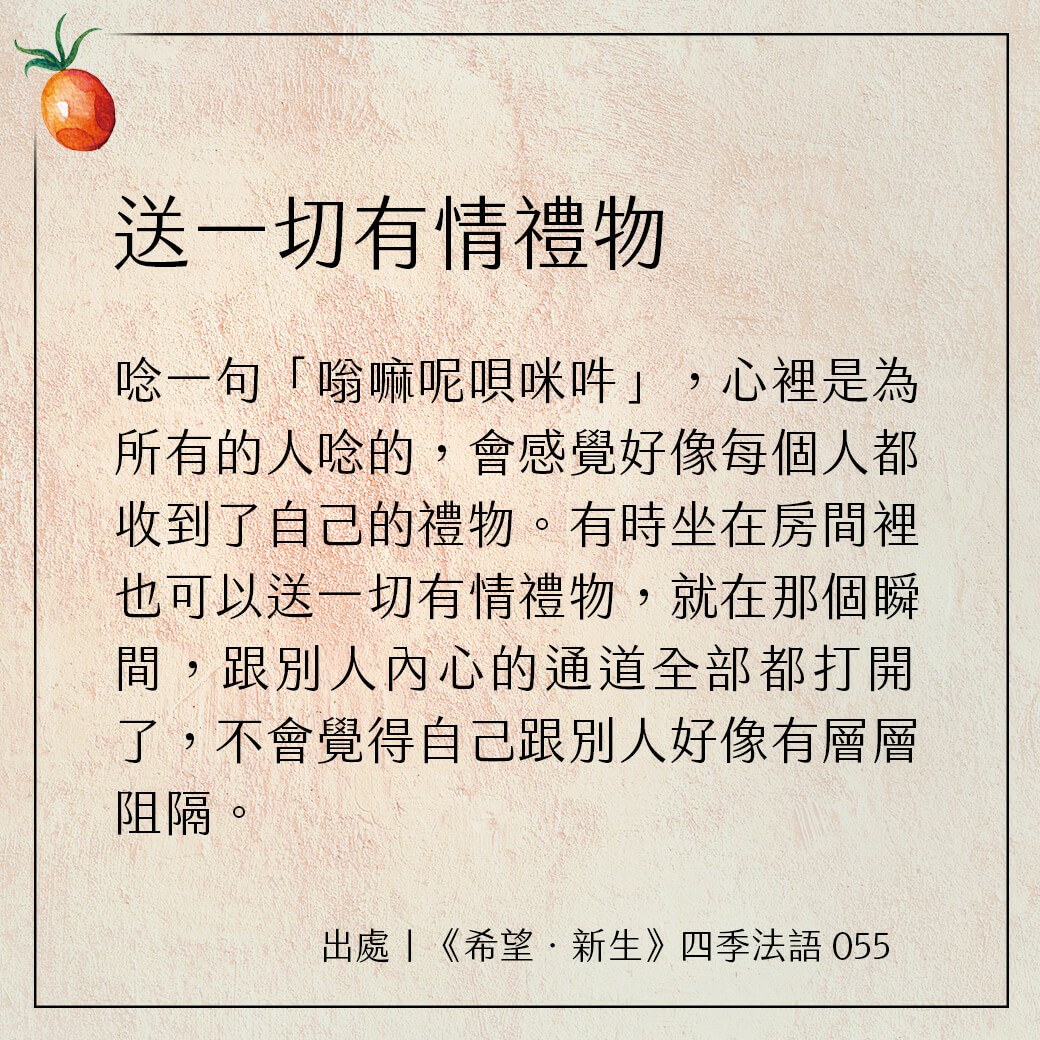 送一切有情禮物
唸一句「嗡嘛呢唄咪吽」，心裡是為
所有的人唸的，會感覺好像每個人都
收到了自己的禮物。有時坐在房間裡
也可以送一切有情禮物，就在那個瞬
間，跟別人內心的通道全部都打開
了，不會覺得自己跟別人好像有層層
阻隔。
出處｜《希望．新生》四季法語 055